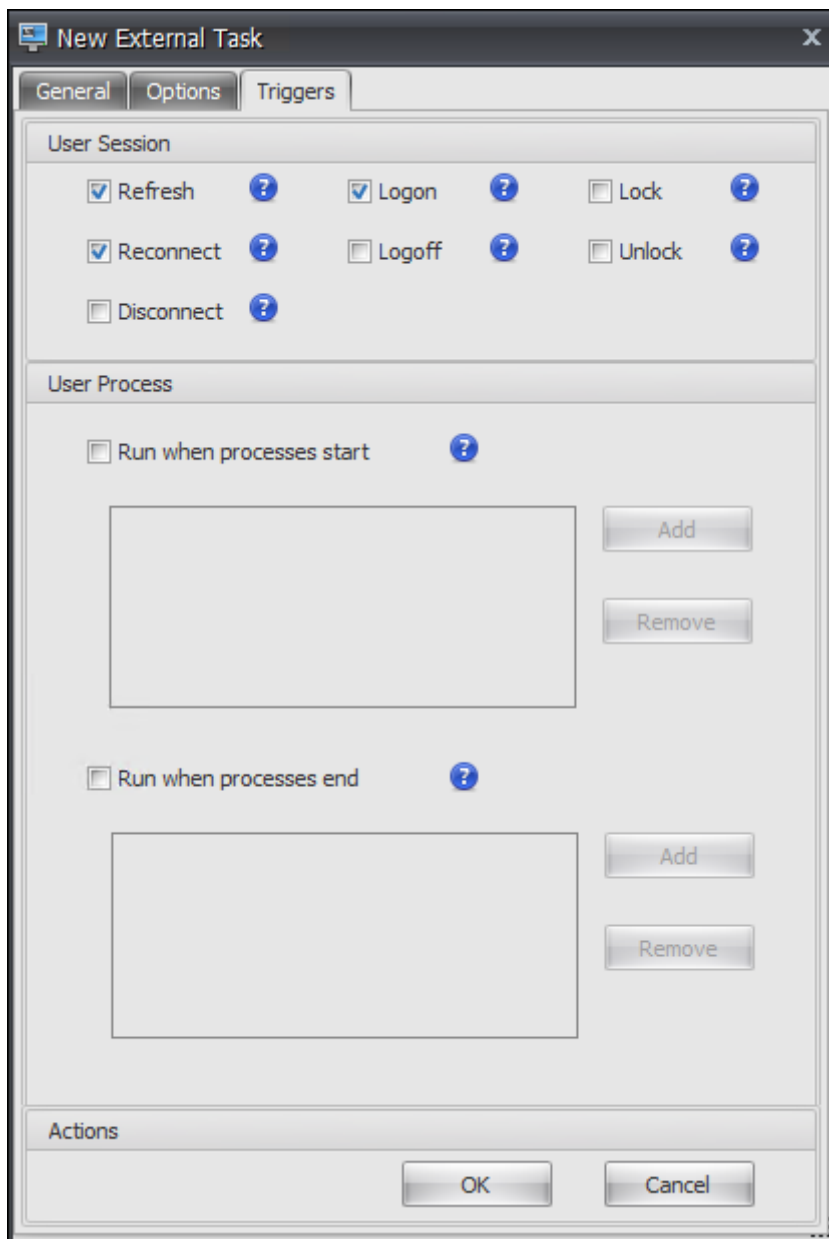 New External Task
General Options Triggers
User Session
Refresh Logon Lock
Reconnect Logoff Unlock
Disconnect
User Process
Run when processes start
Add
Remove
Run when processes end
Add
Remove
Actions
OK Cancel